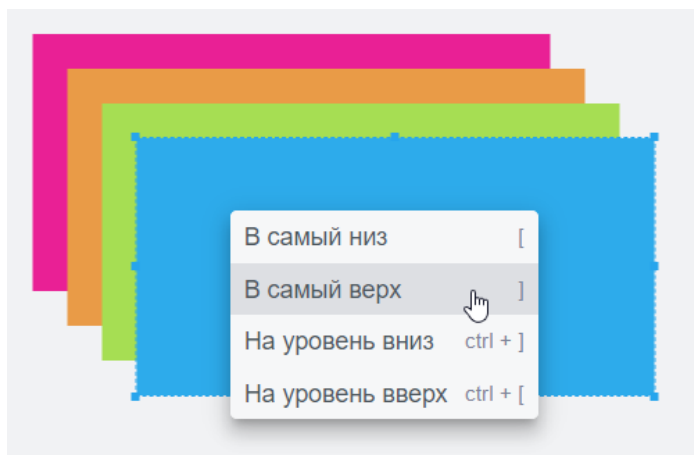 В самый низ [
В самый верх ]
На уровень вниз ctrl + ]
На уровень вверх ctrl + [